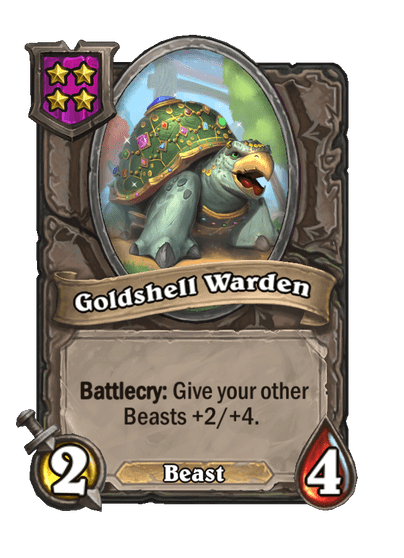 Goldshell Warden
Battlecry: Give your other
Beasts +2/+4.
2
Beast
4